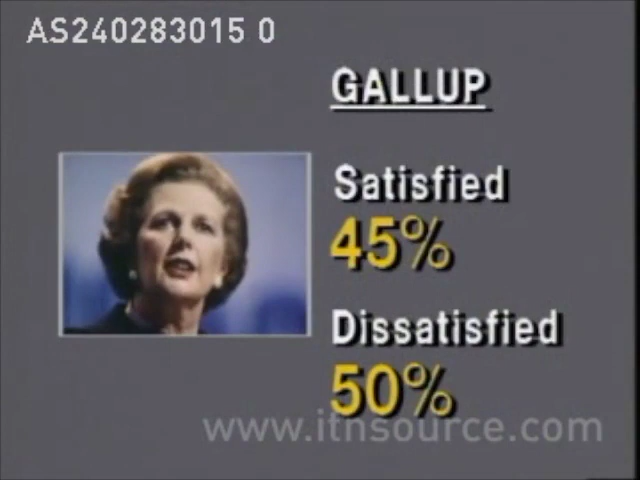 AS240283015 0
GALLUP
Satisfied
45%
Dissatisfied
50%
www.itnsource.com